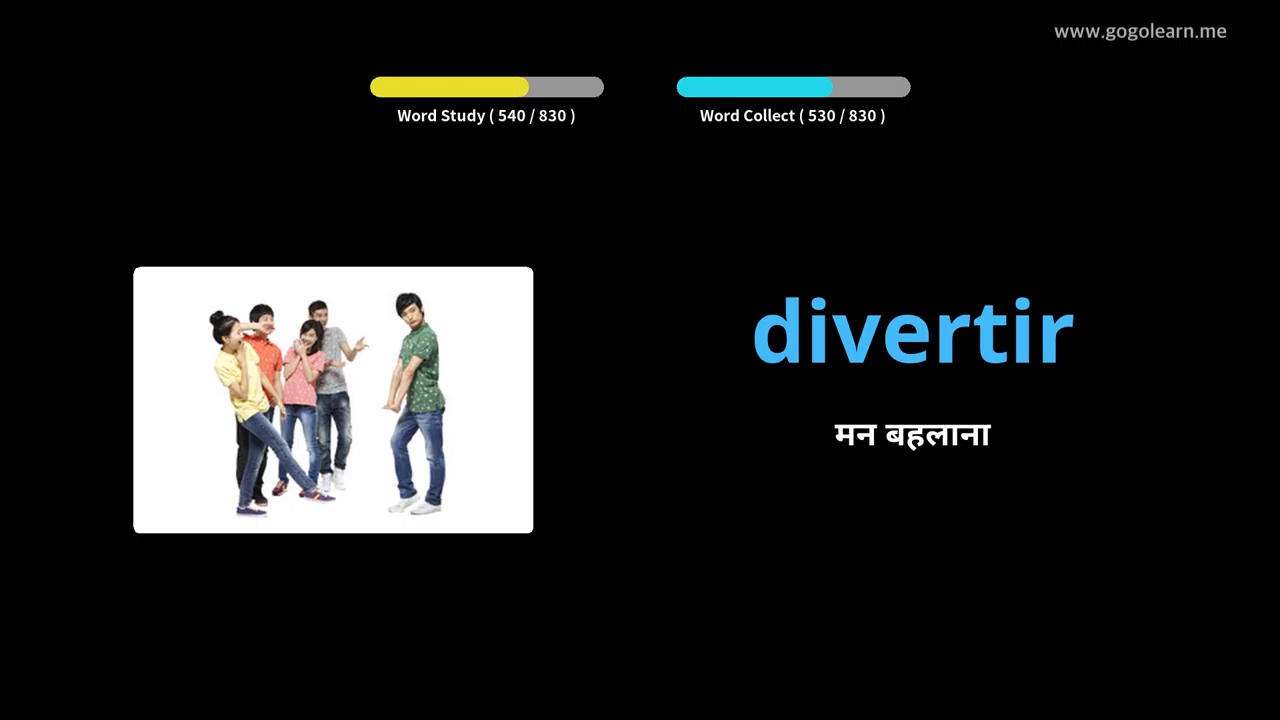 www.gogolearn.me
Word Study ( 540 / 830 )
Word Collect ( 530 / 830 )
divertir
मन बहलाना